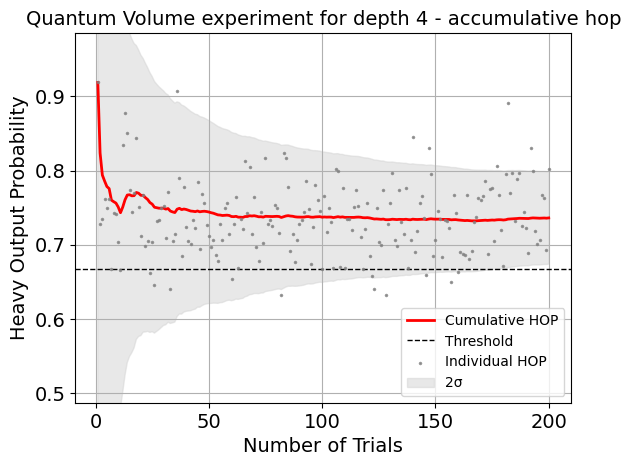 Quantum Volume experiment for depth 4 - accumulative hop
Heavy Output Probability
0.9
0.8
0.7
0.6
0.5
Cumulative HOP
Threshold
Individual HOP
2σ
0 50 100 150 200
Number of Trials